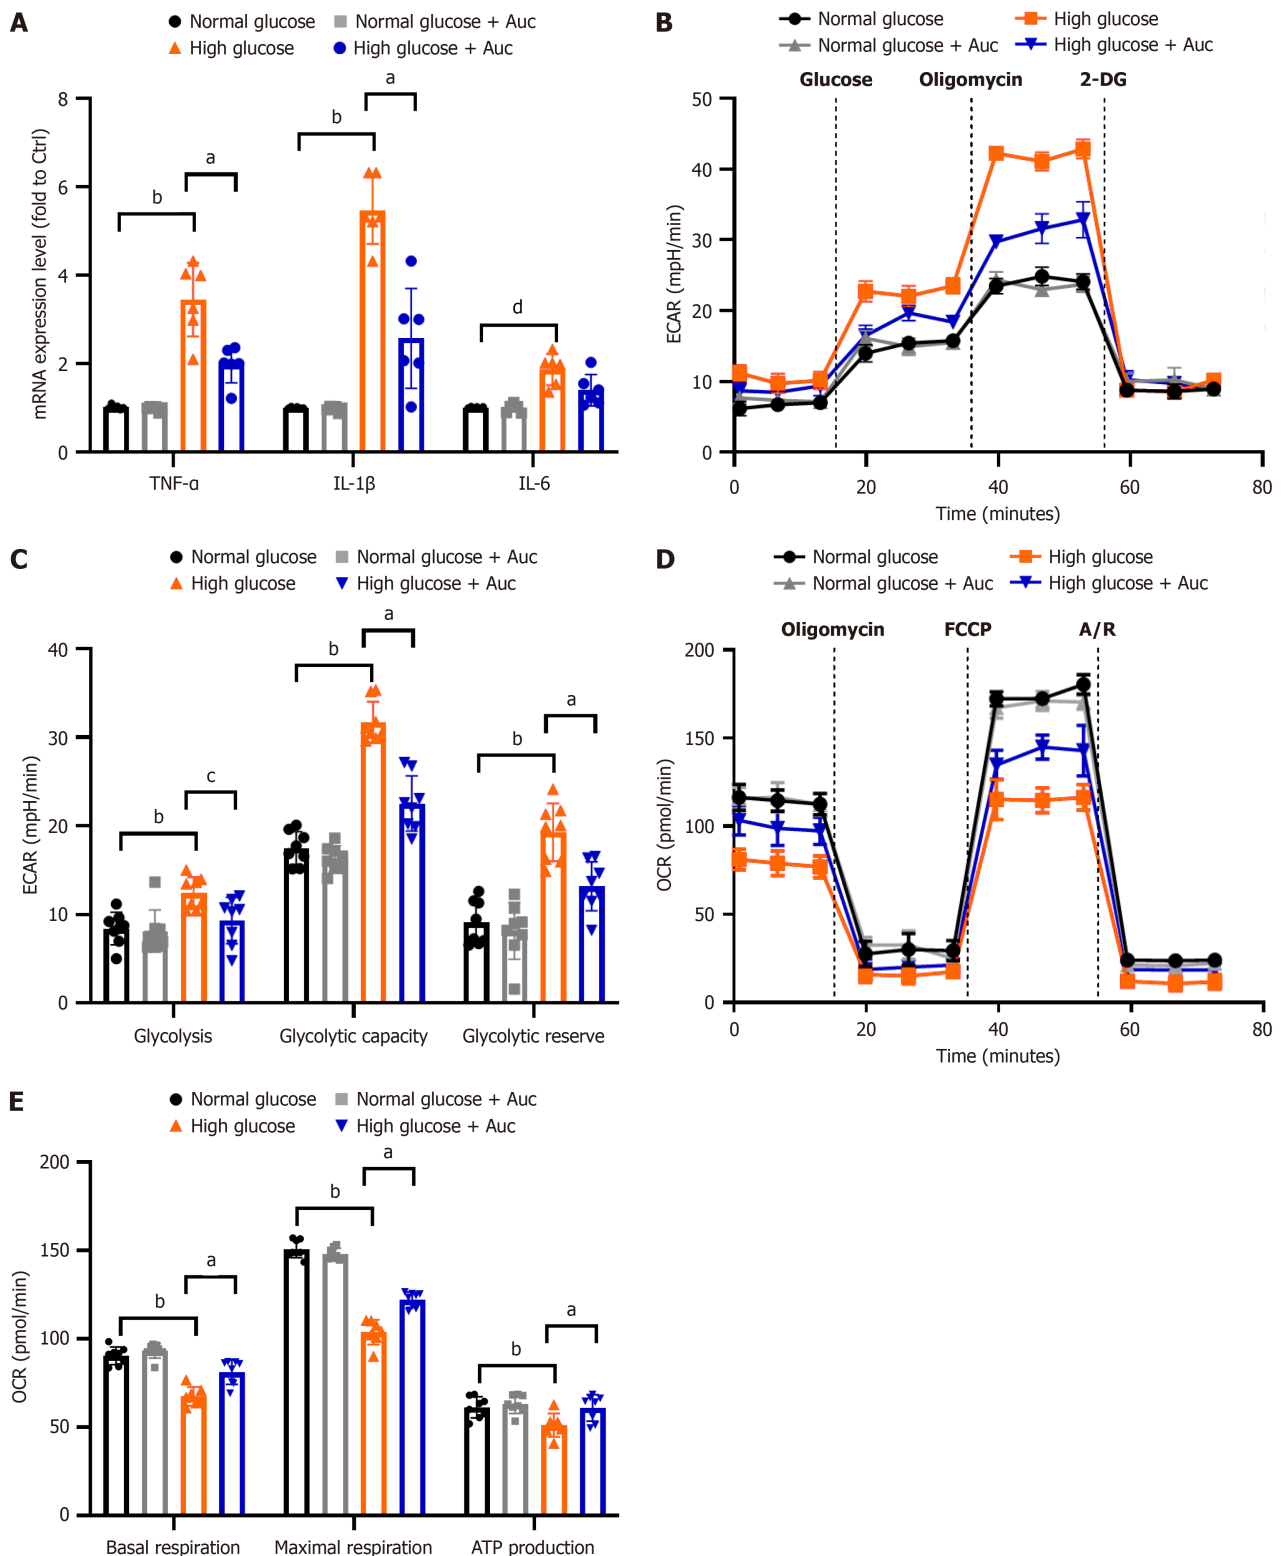 A
Normal glucose
Normal glucose + Auc
High glucose
High glucose + Auc
mRNA expression level (fold to Ctrl)
8
6
4
2
0
b
a
b
a
d
TNF-α
IL-1β
IL-6
B
Normal glucose
High glucose
Normal glucose + Auc
High glucose + Auc
Glucose
Oligomycin
2-DG
ECAR (mpH/min)
50
40
30
20
10
0
0
20
40
60
80
Time (minutes)
C
Normal glucose
Normal glucose + Auc
High glucose
High glucose + Auc
ECAR (mpH/min)
40
30
20
10
0
b
c
b
a
b
a
Glycolysis
Glycolytic capacity
Glycolytic reserve
D
Normal glucose
High glucose
Normal glucose + Auc
High glucose + Auc
Oligomycin
FCCP
A/R
OCR (pmol/min)
200
150
100
50
0
0
20
40
60
80
Time (minutes)
E
Normal glucose
Normal glucose + Auc
High glucose
High glucose + Auc
OCR (pmol/min)
200
150
100
50
0
b
a
b
a
b
a
Basal respiration
Maximal respiration
ATP production